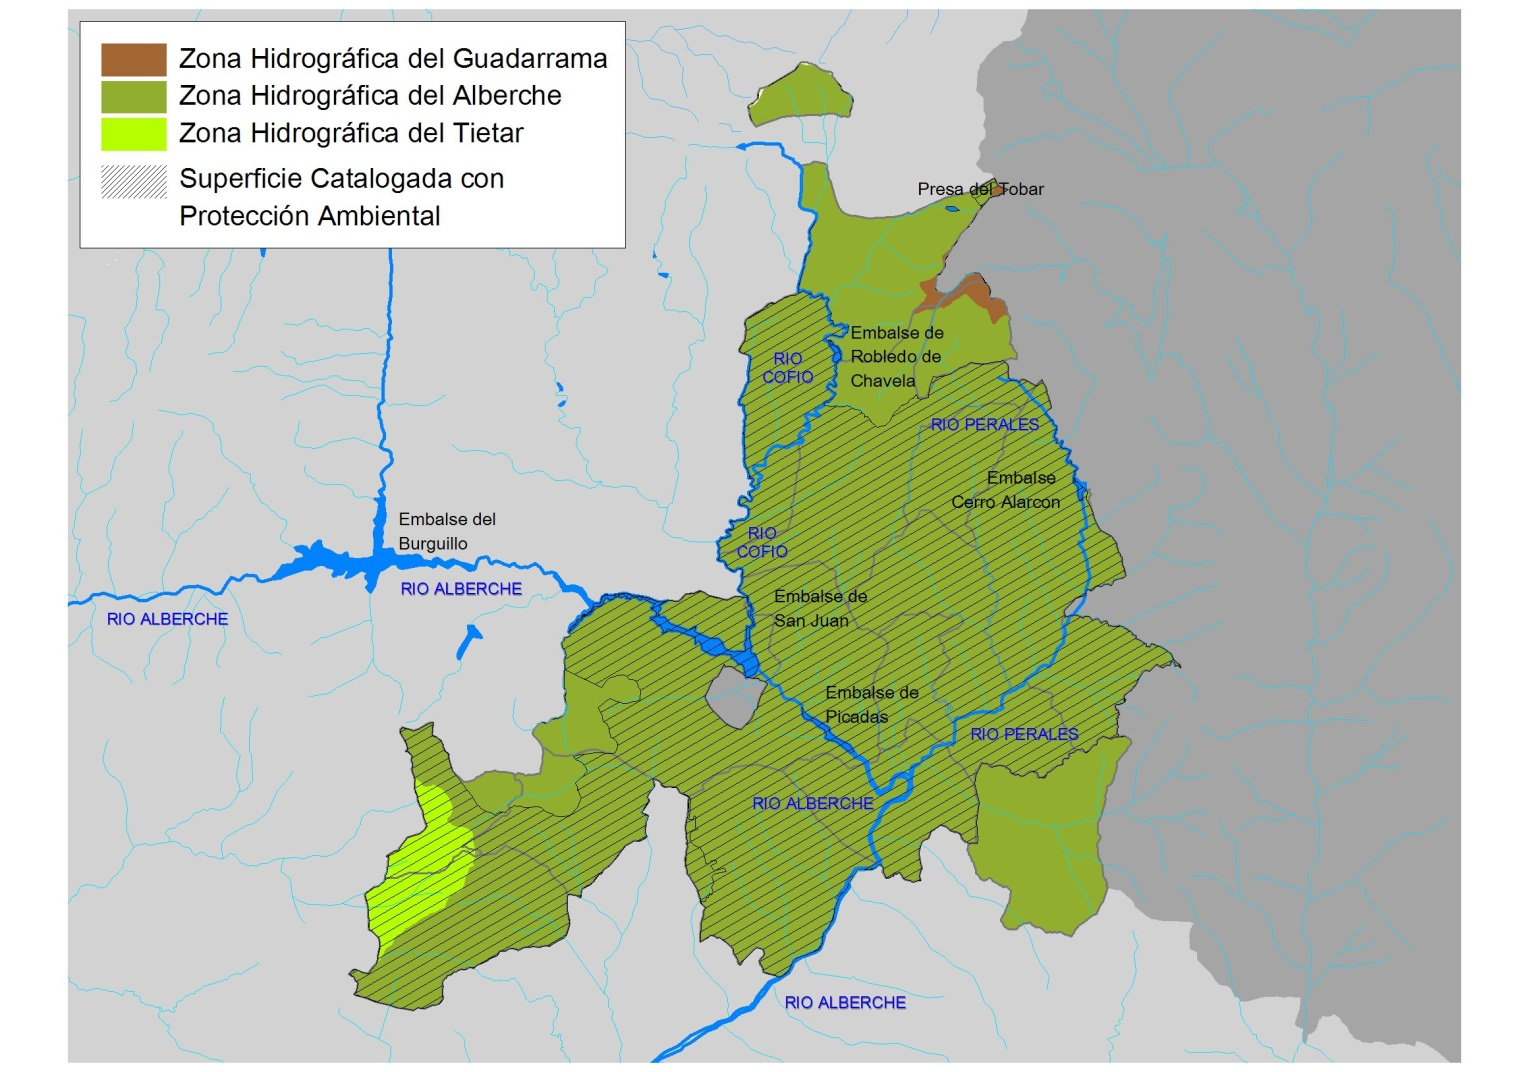 Zona Hidrográfica del Guadarrama
Zona Hidrográfica del Alberche
Zona Hidrográfica del Tietar
Superficie Catalogada con
Protección Ambiental
Presa del Tobar
Embalse de
Robledo de
Chavela
RIO
COFIO
RIO PERALES
Embalse
Cerro Alarcon
Embalse del
Burguillo
RIO
COFIO
RIO ALBERCHE
RIO ALBERCHE
Embalse de
San Juan
Embalse de
Picadas
RIO PERALES
RIO ALBERCHE
RIO ALBERCHE